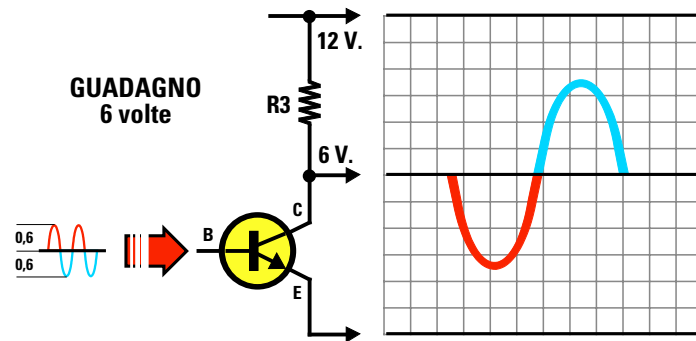 12 V.
GUADAGNO
6 volte
R3
6 V.
C
B
0,6
0,6
E